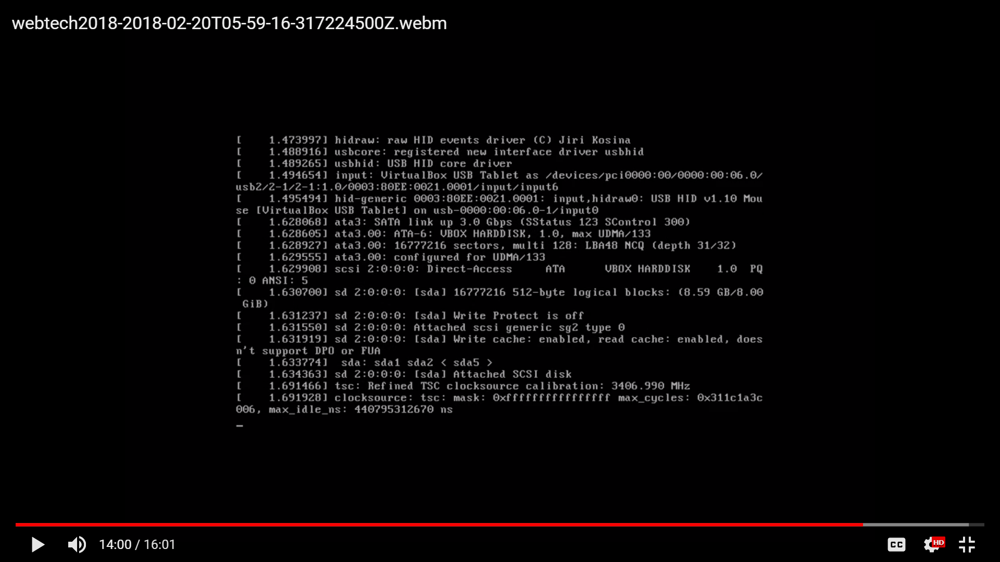 webtech2018-2018-02-20T05-59-16-317224500Z.webm
[    1.473997] hidraw: raw HID events driver (C) Jiri Kosina
[    1.488916] usbcore: registered new interface driver usbhid
[    1.489265] usbhid: USB HID core driver
[    1.494654] input: VirtualBox USB Tablet as /devices/pci0000:00/0000:00:06.0/
usb2/2-1/2-1:1.0/0003:80EE:0021.0001/input/input6
[    1.495494] hid-generic 0003:80EE:0021.0001: input,hidraw0: USB HID v1.10 Mou
se [VirtualBox USB Tablet] on usb-0000:00:06.0-1/input0
[    1.628068] ata3: SATA link up 3.0 Gbps (SStatus 123 SControl 300)
[    1.628605] ata3.00: ATA-6: VBOX HARDDISK, 1.0, max UDMA/133
[    1.628927] ata3.00: 16777216 sectors, multi 128: LBA48 NCQ (depth 31/32)
[    1.629555] ata3.00: configured for UDMA/133
[    1.629908] scsi 2:0:0:0: Direct-Access     ATA      VBOX HARDDISK    1.0  PQ
: 0 ANSI: 5
[    1.630700] sd 2:0:0:0: [sda] 16777216 512-byte logical blocks: (8.59 GB/8.00
 GiB)
[    1.631237] sd 2:0:0:0: [sda] Write Protect is off
[    1.631550] sd 2:0:0:0: Attached scsi generic sg2 type 0
[    1.631919] sd 2:0:0:0: [sda] Write cache: enabled, read cache: enabled, does
n't support DPO or FUA
[    1.633774]  sda: sda1 sda2 < sda5 >
[    1.634363] sd 2:0:0:0: [sda] Attached SCSI disk
[    1.691466] tsc: Refined TSC clocksource calibration: 3406.990 MHz
[    1.691928] clocksource: tsc: mask: 0xffffffffffffffff max_cycles: 0x311c1a3c
006, max_idle_ns: 440795312670 ns
_
14:00 / 16:01
CC
HD